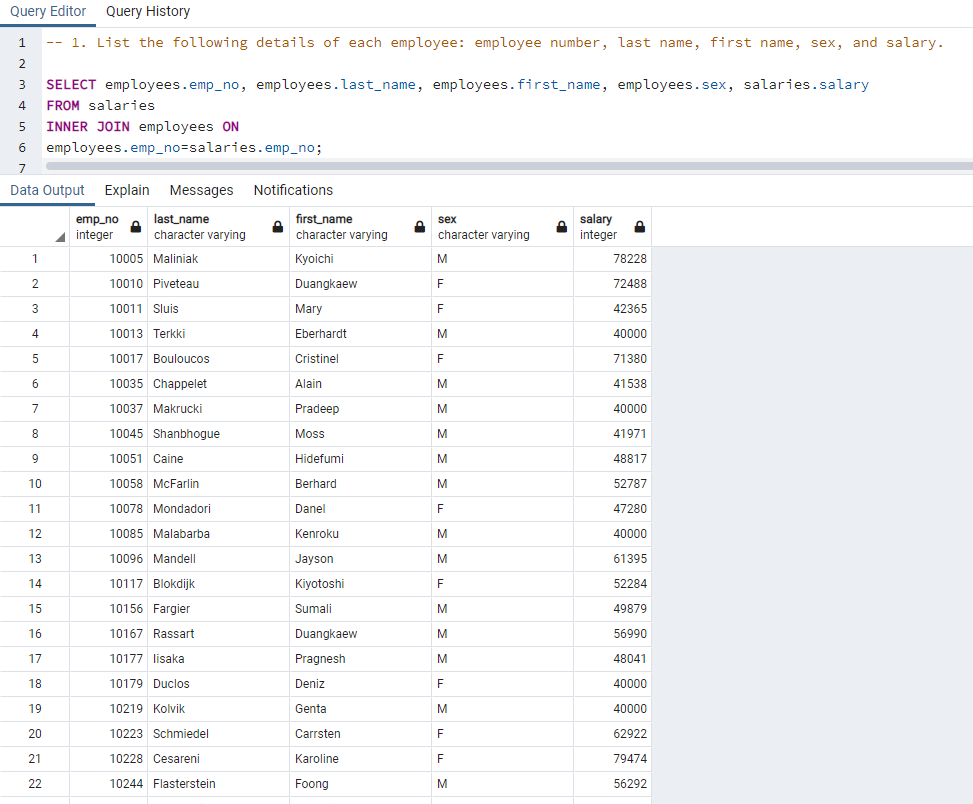 Query Editor Query History
1 -- 1. List the following details of each employee: employee number, last name, first name, sex, and salary.
2
3 SELECT employees.emp_no, employees.last_name, employees.first_name, employees.sex, salaries.salary
4 FROM salaries
5 INNER JOIN employees ON
6 employees.emp_no=salaries.emp_no;
7
Data Output Explain Messages Notifications
emp_no last_name first_name sex salary
integer character varying character varying character varying integer
1 10005 Maliniak Kyoichi M 78228
2 10010 Piveteau Duangkaew F 72488
3 10011 Sluis Mary F 42365
4 10013 Terkki Eberhardt M 40000
5 10017 Bouloucos Cristinel F 71380
6 10035 Chappelet Alain M 41538
7 10037 Makrucki Pradeep M 40000
8 10045 Shanbhogue Moss M 41971
9 10051 Caine Hidefumi M 48817
10 10058 McFarlin Berhard M 52787
11 10078 Mondadori Danel F 47280
12 10085 Malabarba Kenroku M 40000
13 10096 Mandell Jayson M 61395
14 10117 Blokdijk Kiyotoshi F 52284
15 10156 Fargier Sumali M 49879
16 10167 Rassart Duangkaew M 56990
17 10177 Iisaka Pragnesh M 48041
18 10179 Duclos Deniz F 40000
19 10219 Kolvik Genta M 40000
20 10223 Schmiedel Carrsten F 62922
21 10228 Cesareni Karoline F 79474
22 10244 Flasterstein Foong M 56292